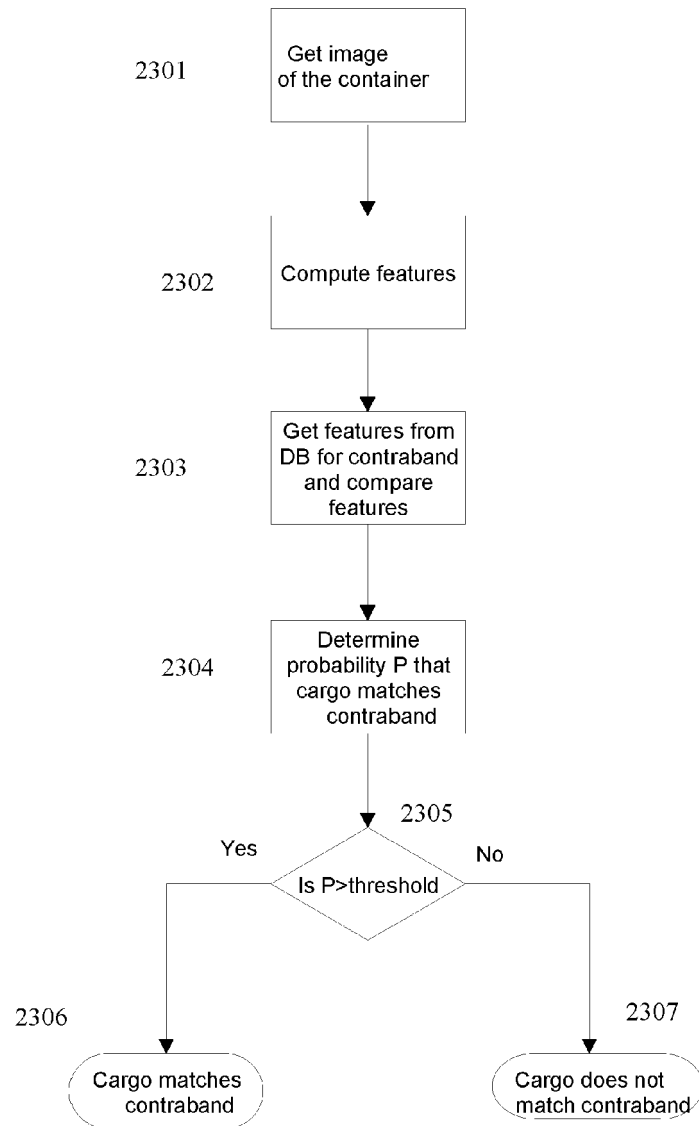 2301
Get image
of the container
2302
Compute features
2303
Get features from
DB for contraband
and compare
features
2304
Determine
probability P that
cargo matches
contraband
2305
Yes
No
Is P>threshold
2306
2307
Cargo matches
contraband
Cargo does not
match contraband